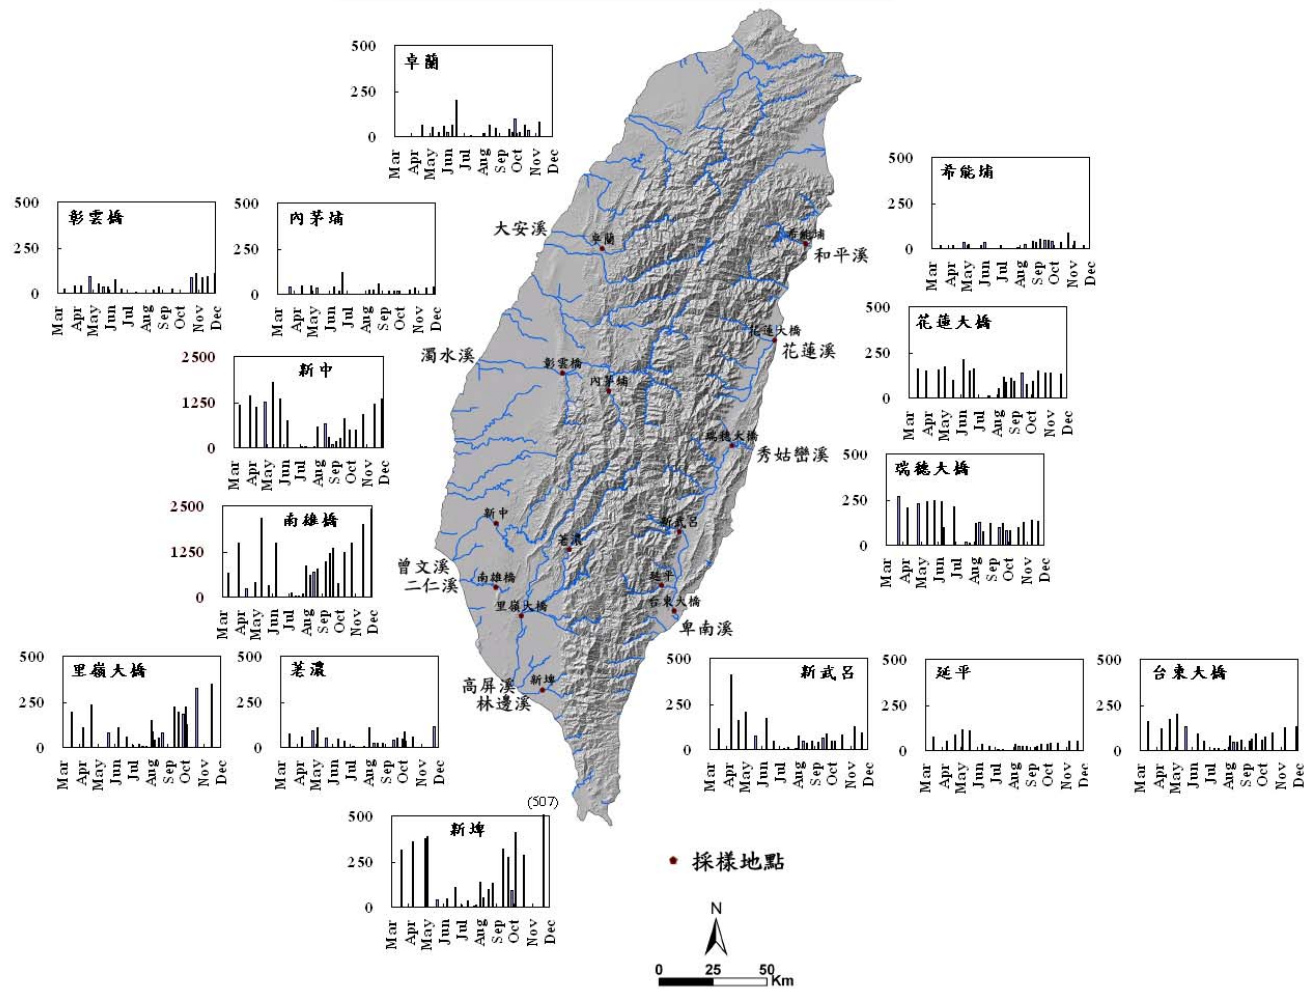 卓蘭
500
250
0
Mar
Apr
May
Jun
Jul
Aug
Sep
Oct
Nov
Dec
希能埔
500
250
0
Mar
Apr
May
Jun
Jul
Aug
Sep
Oct
Nov
Dec
彰雲橋
500
250
0
Mar
Apr
May
Jun
Jul
Aug
Sep
Oct
Nov
Dec
內茅埔
500
250
0
Mar
Apr
May
Jun
Jul
Aug
Sep
Oct
Nov
Dec
大安溪
卓蘭
希能埔
和平溪
花蓮大橋
500
250
0
Mar
Apr
May
Jun
Jul
Aug
Sep
Oct
Nov
Dec
花蓮大橋
花蓮溪
濁水溪
彰雲橋
內茅埔
新中
2500
1250
0
Mar
Apr
May
Jun
Jul
Aug
Sep
Oct
Nov
Dec
瑞穗大橋
秀姑巒溪
瑞穗大橋
500
250
0
Mar
Apr
May
Jun
Jul
Aug
Sep
Oct
Nov
Dec
南雄橋
2500
1250
0
Mar
Apr
May
Jun
Jul
Aug
Sep
Oct
Nov
Dec
新中
荖濃
新武呂
曾文溪
二仁溪
南雄橋
里嶺大橋
延平
台東大橋
卑南溪
高屏溪
林邊溪
新埤
里嶺大橋
500
250
0
Mar
Apr
May
Jun
Jul
Aug
Sep
Oct
Nov
Dec
荖濃
500
250
0
Mar
Apr
May
Jun
Jul
Aug
Sep
Oct
Nov
Dec
新武呂
500
250
0
Mar
Apr
May
Jun
Jul
Aug
Sep
Oct
Nov
Dec
延平
500
250
0
Mar
Apr
May
Jun
Jul
Aug
Sep
Oct
Nov
Dec
台東大橋
500
250
0
Mar
Apr
May
Jun
Jul
Aug
Sep
Oct
Nov
Dec
(507)
新埤
500
250
0
Mar
Apr
May
Jun
Jul
Aug
Sep
Oct
Nov
Dec
採樣地點
N
0 25 50
Km